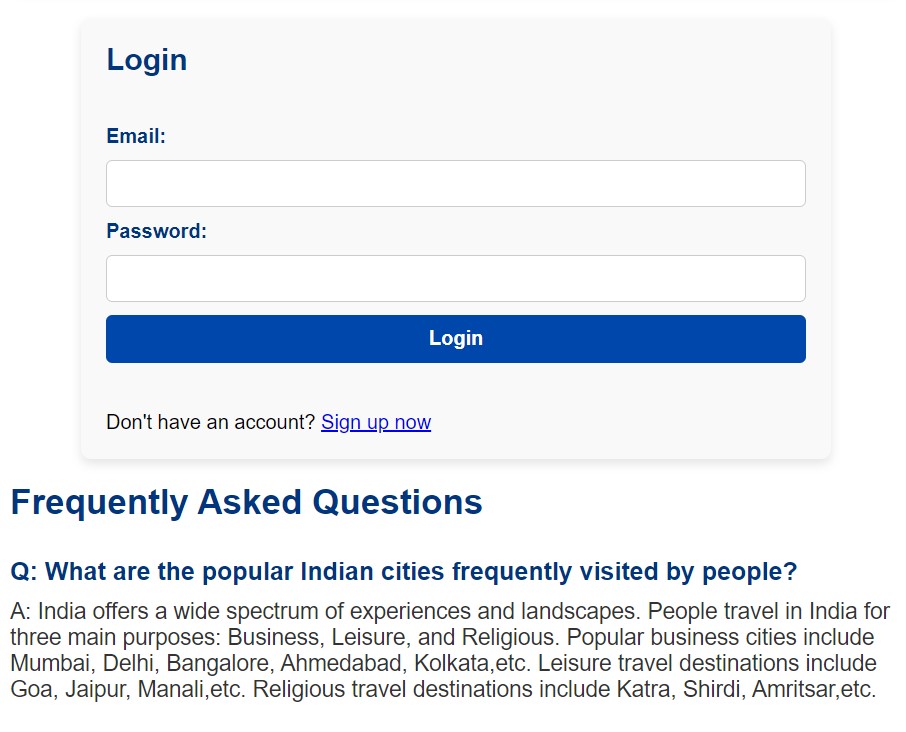 Login
Email:
Password:
Login
Don't have an account? Sign up now
Frequently Asked Questions
Q: What are the popular Indian cities frequently visited by people?
A: India offers a wide spectrum of experiences and landscapes. People travel in India for
three main purposes: Business, Leisure, and Religious. Popular business cities include
Mumbai, Delhi, Bangalore, Ahmedabad, Kolkata,etc. Leisure travel destinations include
Goa, Jaipur, Manali,etc. Religious travel destinations include Katra, Shirdi, Amritsar,etc.